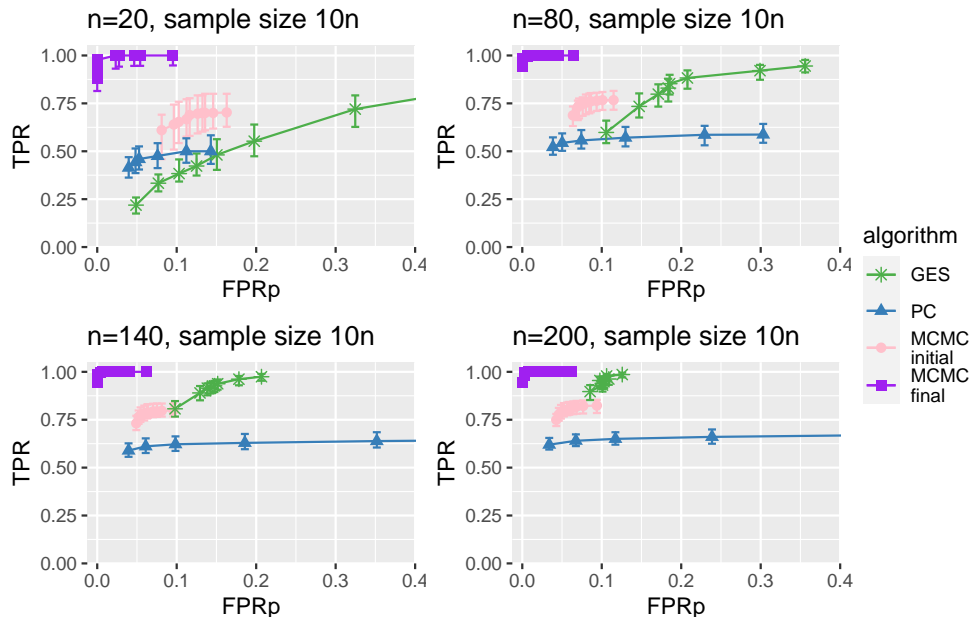 n=20, sample size 10n
n=80, sample size 10n
TPR
1.00
0.75
0.50
0.25
0.00
0.0 0.1 0.2 0.3 0.4
FPRp
TPR
1.00
0.75
0.50
0.25
0.00
0.0 0.1 0.2 0.3 0.4
FPRp
n=140, sample size 10n
n=200, sample size 10n
TPR
1.00
0.75
0.50
0.25
0.00
0.0 0.1 0.2 0.3 0.4
FPRp
TPR
1.00
0.75
0.50
0.25
0.00
0.0 0.1 0.2 0.3 0.4
FPRp
algorithm
GES
PC
MCMC
initial
MCMC
final